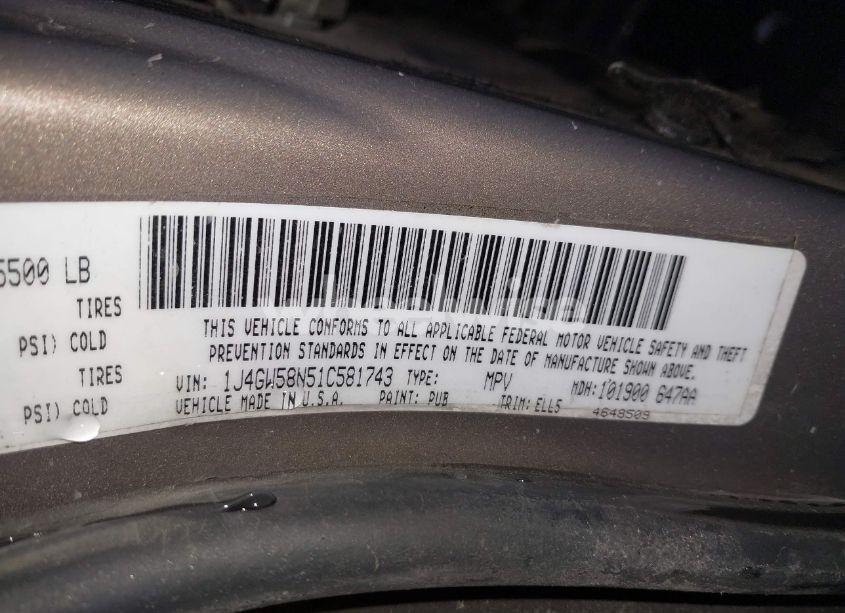 5500 LB
TIRES
PSI) COLD
TIRES
PSI) COLD
THIS VEHICLE CONFORMS TO ALL APPLICABLE FEDERAL MOTOR VEHICLE SAFETY AND THEFT
PREVENTION STANDARDS IN EFFECT ON THE DATE OF MANUFACTURE SHOWN ABOVE.
VIN: 1J4GW58N51C581743 TYPE: MPV MDH: 101900 647AA
VEHICLE MADE IN U.S.A. PAINT: PUB TRIM: ELL5 4648509